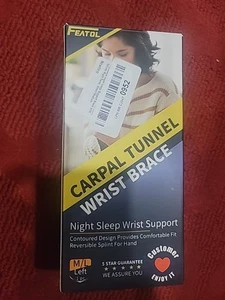 FEATOL
0952
CARPAL TUNNEL
WRIST BRACE
Night Sleep Wrist Support
Contoured Design Provides Comfortable Fit
Reversible Splint For Hand
M/L
Left
5 STAR GUARANTEE
★★★★★
WE ASSURE YOU
Customer
ENJOY IT